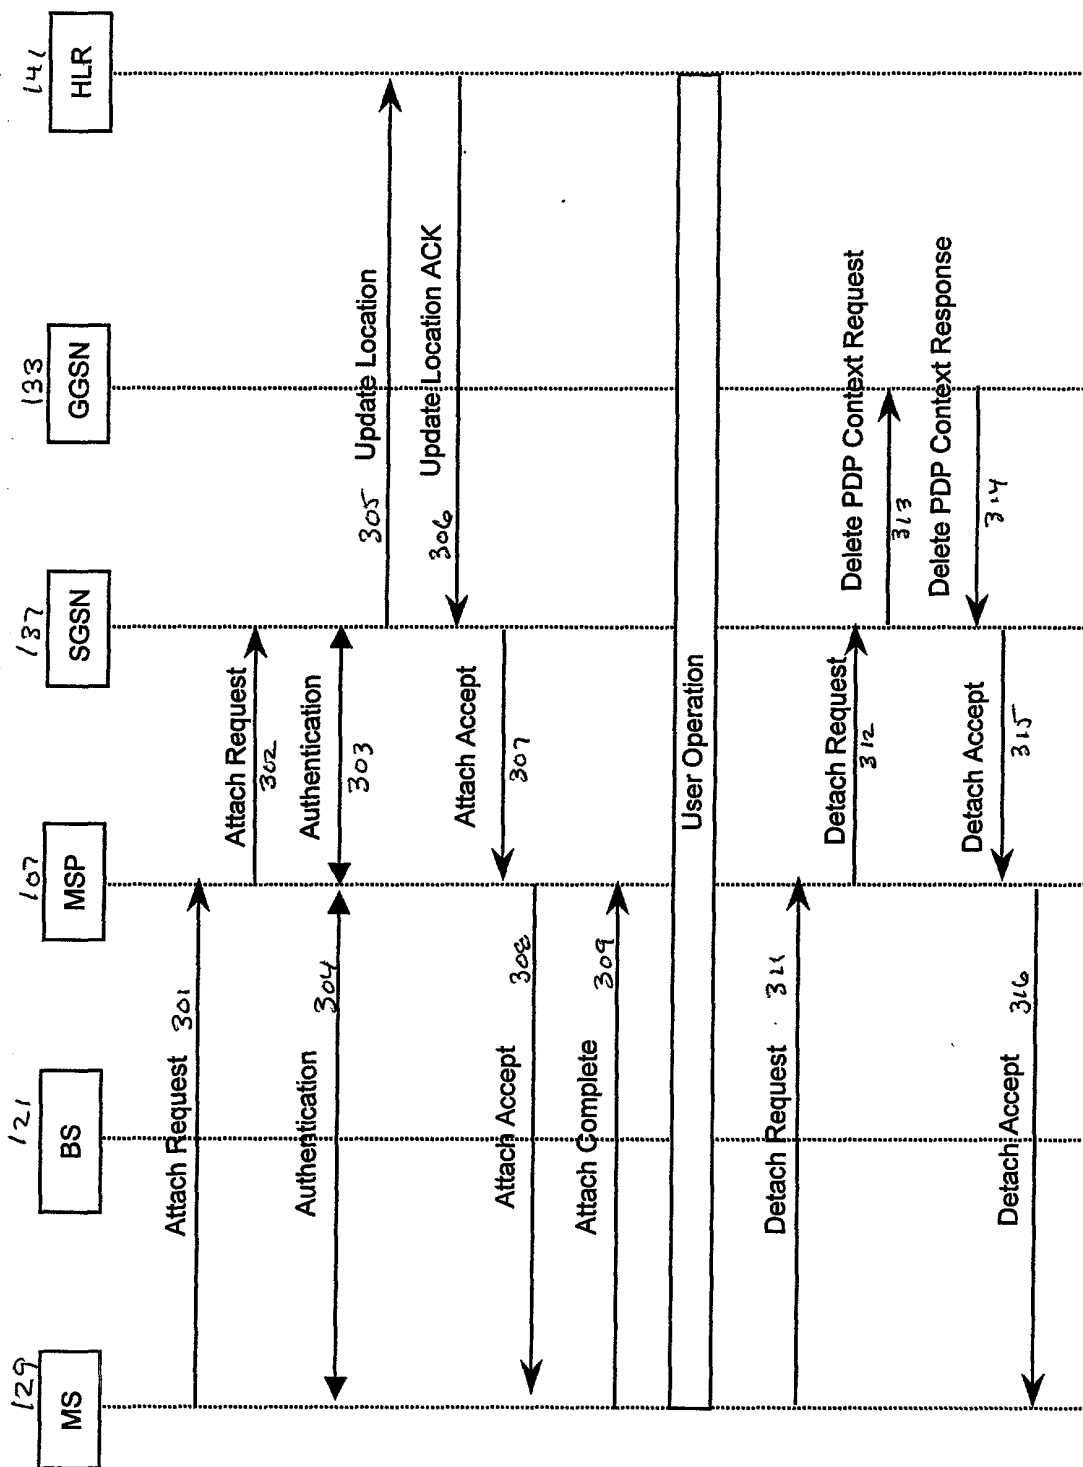 129
MS
121
BS
107
MSP
137
SGSN
133
GGSN
141
HLR
Attach Request 301
Attach Request
302
Authentication
303
Authentication
304
305 Update Location
306 Update Location ACK
Attach Accept
307
Attach Accept
308
Attach Complete
309
User Operation
Detach Request 311
Detach Request
312
Delete PDP Context Request
313
Delete PDP Context Response
314
Detach Accept
315
Detach Accept
316